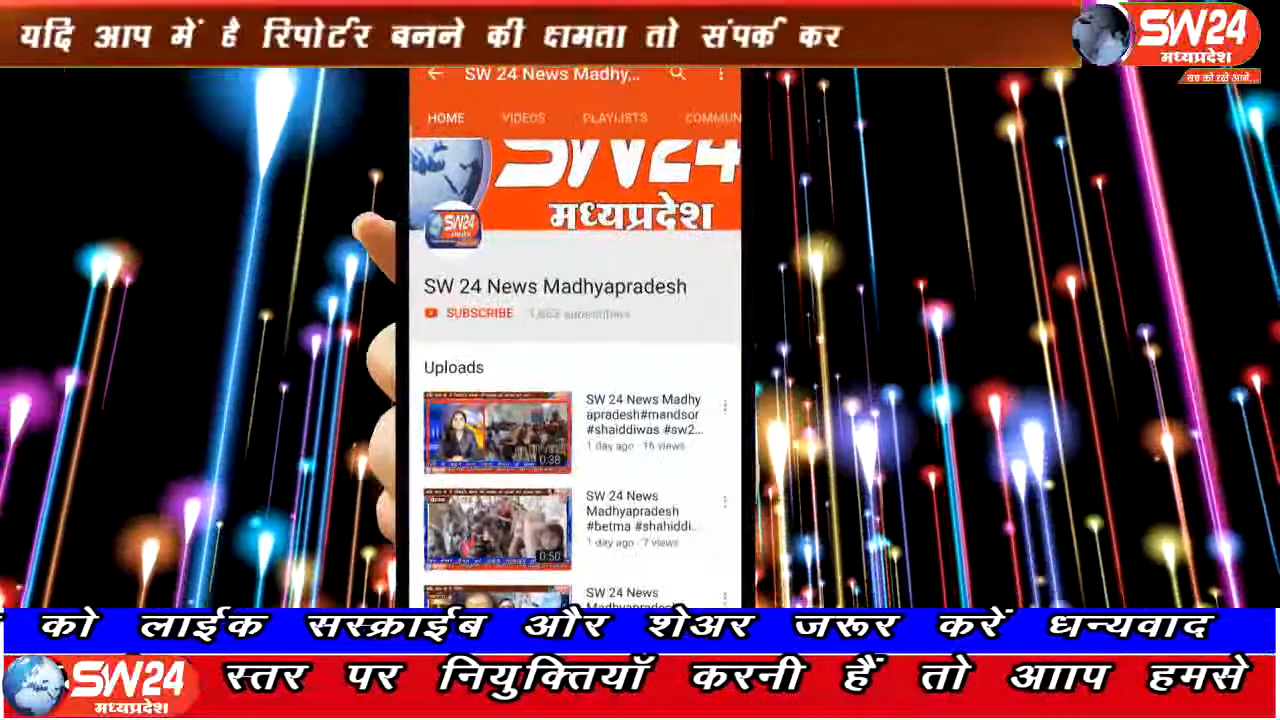 यदि आप में है रिपोर्टर बनने की क्षमता तो संपर्क कर
SW24
मध्यप्रदेश
SW 24 News Madhy...
HOME VIDEOS PLAYLISTS COMMUN
SW24
मध्यप्रदेश
SW24
SW 24 News Madhyapradesh
SUBSCRIBE subscribers
Uploads
SW 24 News Madhy
apradesh#mandsor
#shaiddiwas #sw2...
1 day ago · 16 views
0:38
SW 24 News
Madhyapradesh
#betma #shahiddi...
1 day ago · 7 views
0:50
SW 24 News
Madhyapradesh
को लाईक सस्क्राईब और शेअर जरूर करें धन्यवाद
स्तर पर नियुक्तियॉ करनी हैं तो आाप हमसे
SW24
मध्यप्रदेश